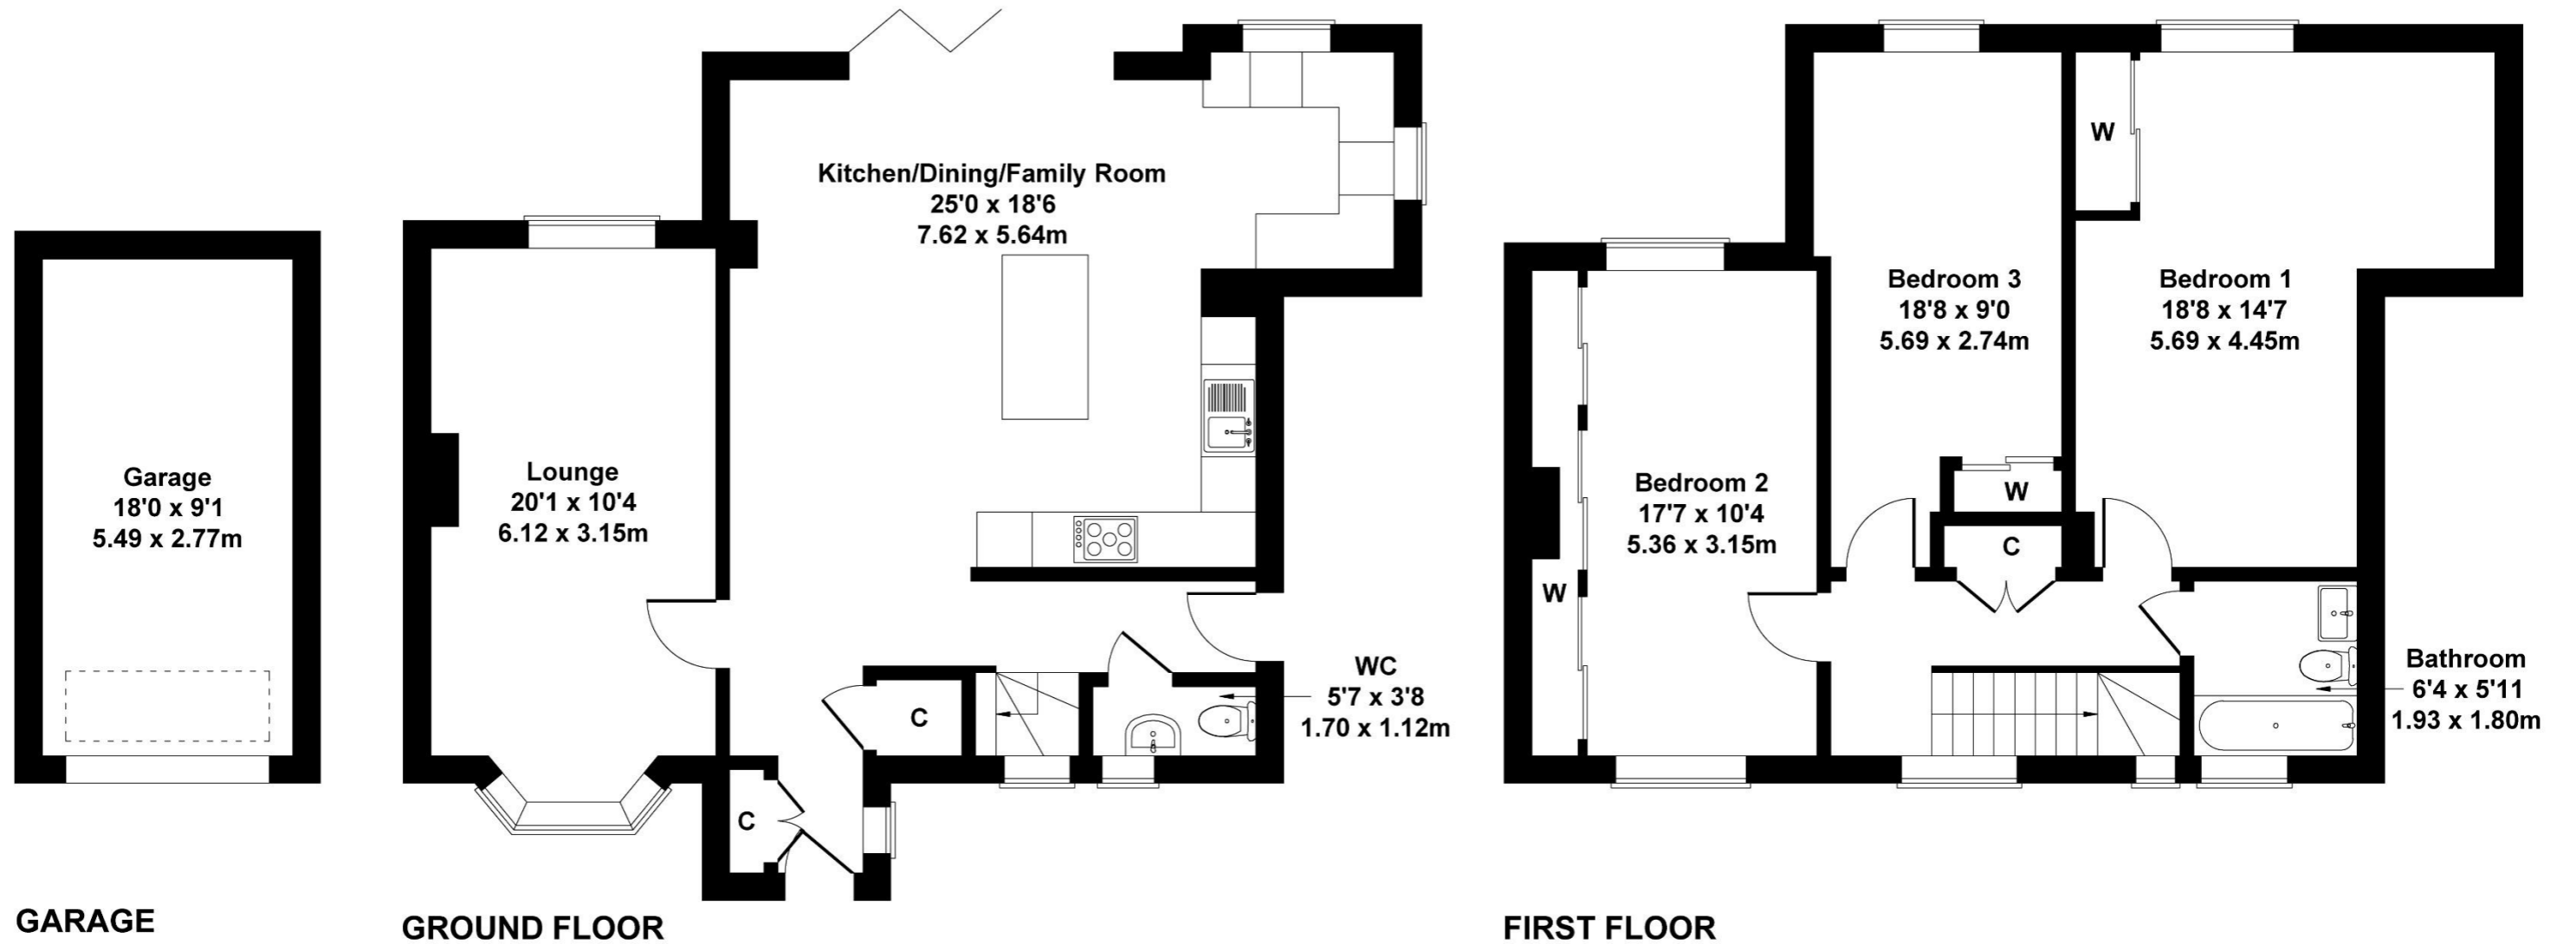 Kitchen/Dining/Family Room
25'0 x 18'6
7.62 x 5.64m
Garage
18'0 x 9'1
5.49 x 2.77m
Lounge
20'1 x 10'4
6.12 x 3.15m
C
C
WC
5'7 x 3'8
1.70 x 1.12m
W
Bedroom 3
18'8 x 9'0
5.69 x 2.74m
Bedroom 1
18'8 x 14'7
5.69 x 4.45m
Bedroom 2
17'7 x 10'4
5.36 x 3.15m
W
C
W
Bathroom
6'4 x 5'11
1.93 x 1.80m
GARAGE
GROUND FLOOR
FIRST FLOOR